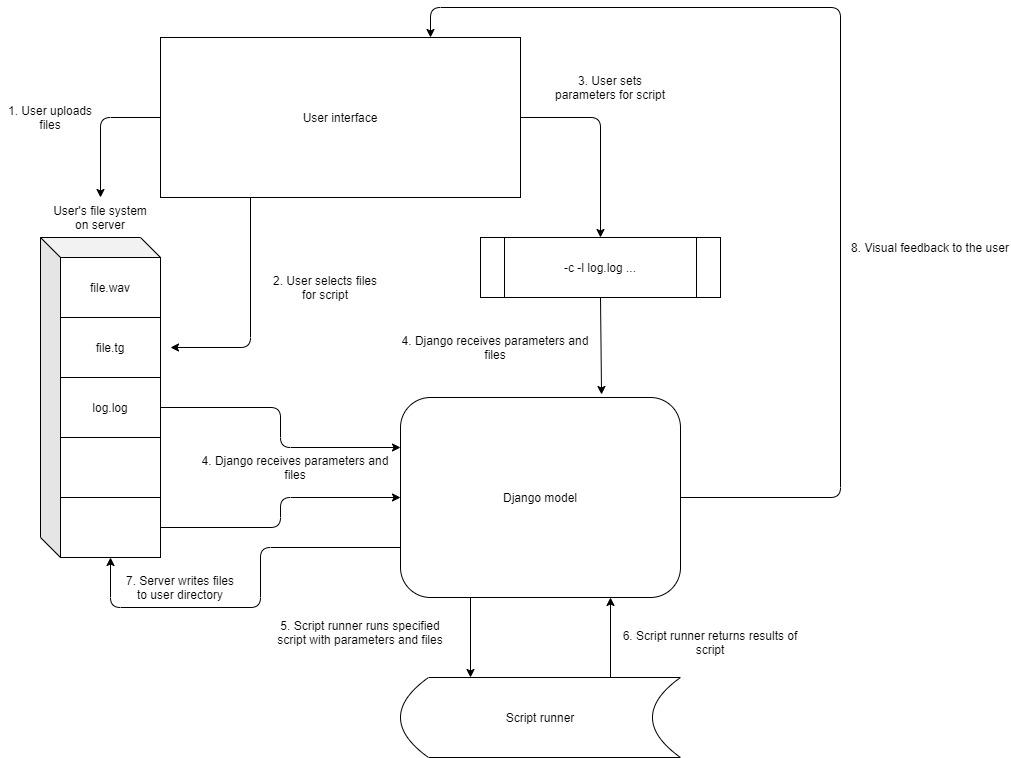 3. User sets
parameters for script
1. User uploads
files
User interface
User's file system
on server
8. Visual feedback to the user
-c -l log.log ...
file.wav
2. User selects files
for script
file.tg
4. Django receives parameters and
files
log.log
4. Django receives parameters and
files
Django model
7. Server writes files
to user directory
5. Script runner runs specified
script with parameters and files
6. Script runner returns results of
script
Script runner